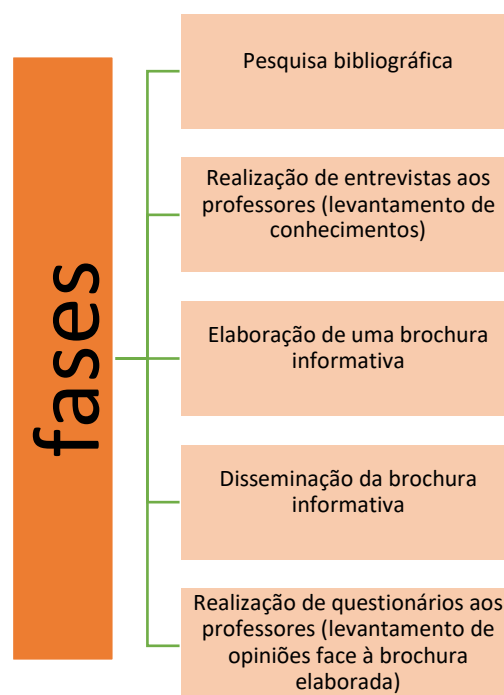 fases
Pesquisa bibliográfica
Realização de entrevistas aos
professores (levantamento de
conhecimentos)
Elaboração de uma brochura
informativa
Disseminação da brochura
informativa
Realização de questionários aos
professores (levantamento de
opiniões face à brochura
elaborada)